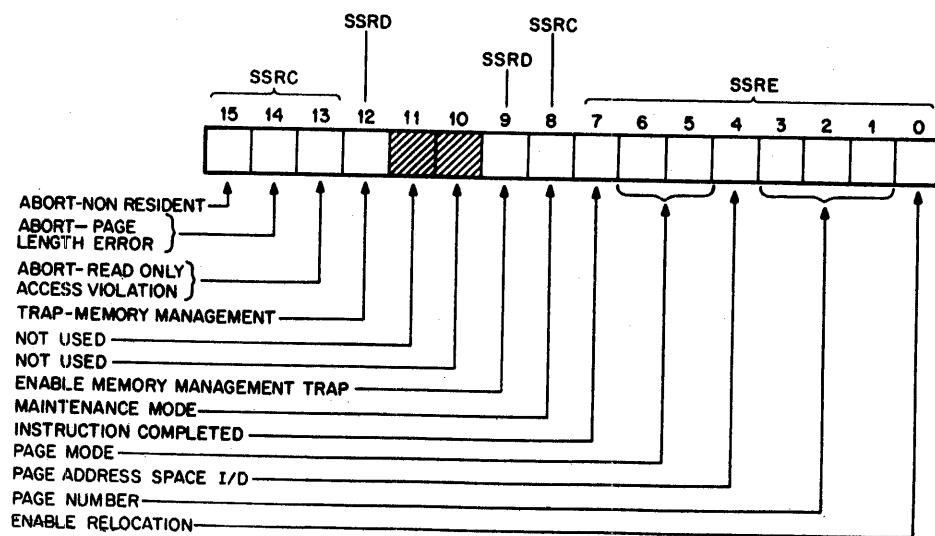 SSRD
SSRC
SSRD
SSRC
SSRE
15 14 13 12 11 10 9 8 7 6 5 4 3 2 1 0
ABORT-NON RESIDENT
ABORT-PAGE
LENGTH ERROR
ABORT-READ ONLY
ACCESS VIOLATION
TRAP-MEMORY MANAGEMENT
NOT USED
NOT USED
ENABLE MEMORY MANAGEMENT TRAP
MAINTENANCE MODE
INSTRUCTION COMPLETED
PAGE MODE
PAGE ADDRESS SPACE I/D
PAGE NUMBER
ENABLE RELOCATION